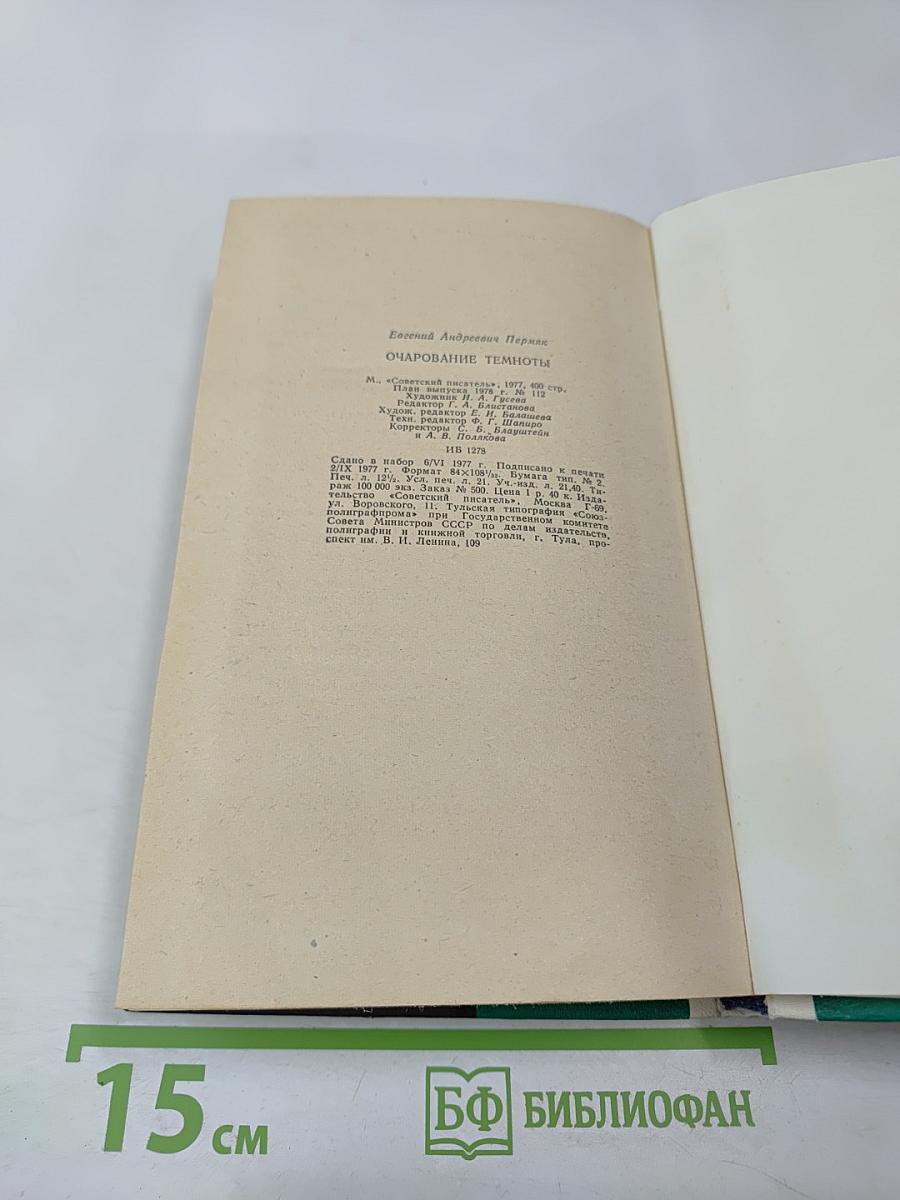 Евгений Андреевич Пермяк
ОЧАРОВАНИЕ ТЕМНОТЫ
М., «Советский писатель», 1977, 400 стр.
План выпуска 1978 г. № 112
Художник И. А. Гусева
Редактор Г. А. Блистанова
Худож. редактор Е. И. Балашева
Техн. редактор Ф. Г. Шапиро
Корректоры С. Б. Блауштейн
и А. В. Полякова
ИБ 1278
Сдано в набор 6/VI 1977 г. Подписано к печати
2/IX 1977 г. Формат 84×108¹/₃₂. Бумага тип. № 2.
Печ. л. 12¹/₂. Усл. печ. л. 21. Уч.-изд. л. 21,40. Ти-
раж 100 000 экз. Заказ № 500. Цена 1 р. 40 к. Изда-
тельство «Советский писатель», Москва Г-69,
ул. Воровского, 11. Тульская типография «Союз-
полиграфпрома» при Государственном комитете
Совета Министров СССР по делам издательств,
полиграфии и книжной торговли, г. Тула, про-
спект им. В. И. Ленина, 109
15 см
БФ БИБЛИОФАН